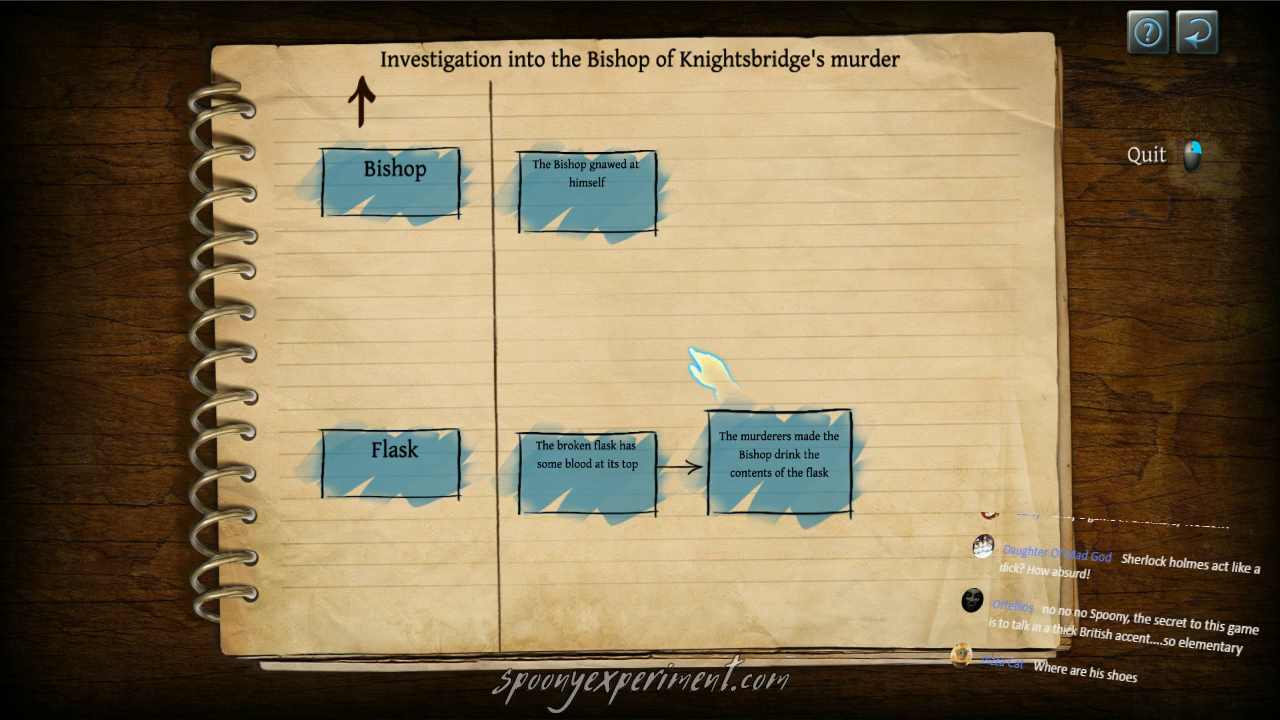 Investigation into the Bishop of Knightsbridge's murder
Quit
Bishop
The Bishop gnawed at
himself
Flask
The broken flask has
some blood at its top
The murderers made the
Bishop drink the
contents of the flask
Daughter Of Mad God Sherlock holmes act like a
dick? How absurd!
Ortellios no no no Spoony, the secret to this game
is to talk in a thick British accent....so elementary
Cat Where are his shoes
spoonyexperiment.com